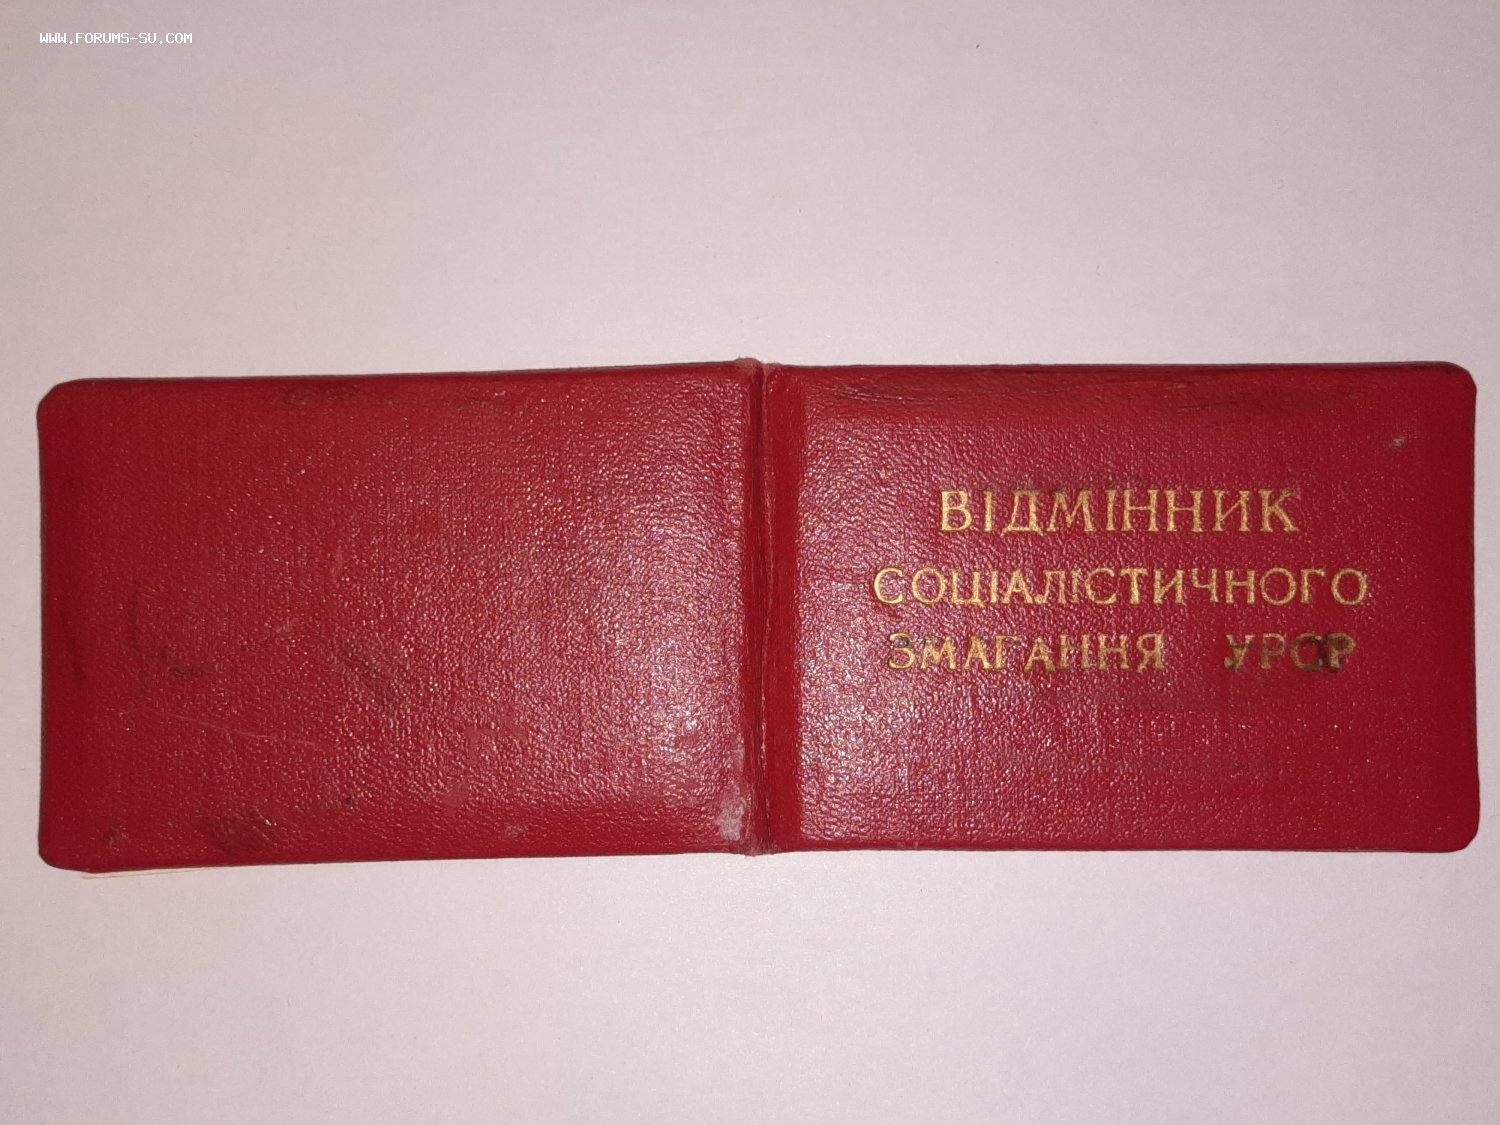 WWW.FORUMS-SU.COM
ВІДМІННИК
СОЦІАЛІСТИЧНОГО
ЗМАГАННЯ УРСР